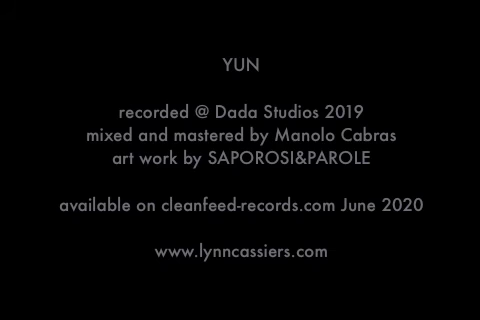 YUN
recorded @ Dada Studios 2019
mixed and mastered by Manolo Cabras
art work by SAPOROSI&PAROLE
available on cleanfeed-records.com June 2020
www.lynncassiers.com